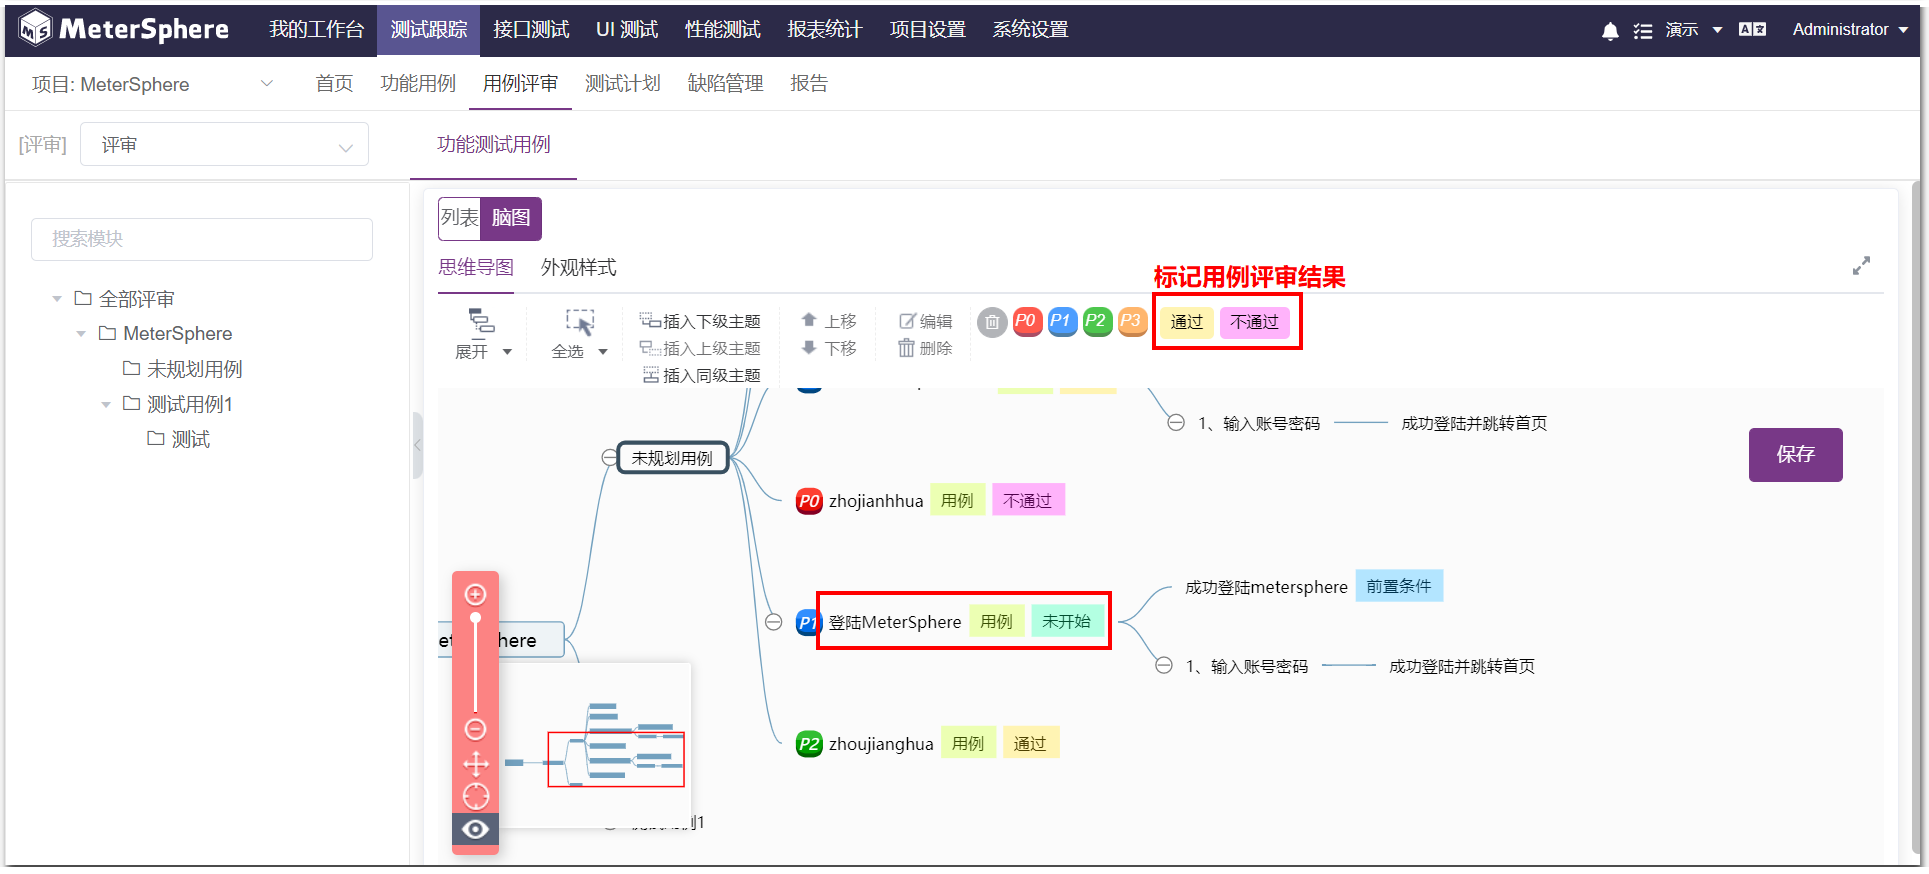 MeterSphere 我的工作台 测试跟踪 接口测试 UI 测试 性能测试 报表统计 项目设置 系统设置 演示 Administrator
项目: MeterSphere 首页 功能用例 用例评审 测试计划 缺陷管理 报告
[评审] 评审 功能测试用例
搜索模块
全部评审
MeterSphere
未规划用例
测试用例1
测试
列表 脑图
思维导图 外观样式
标记用例评审结果
展开 全选
插入下级主题
插入上级主题
插入同级主题
上移
下移
编辑
删除
P0 P1 P2 P3 通过 不通过
1、输入账号密码 成功登陆并跳转首页
保存
未规划用例
P0 zhojianhhua 用例 不通过
成功登陆metersphere 前置条件
P1 登陆MeterSphere 用例 未开始
here
1、输入账号密码 成功登陆并跳转首页
P2 zhoujianghua 用例 通过